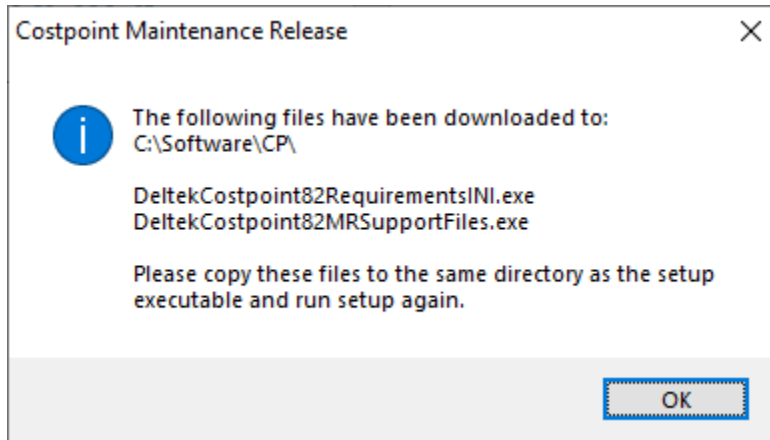 Costpoint Maintenance Release
The following files have been downloaded to:
C:\Software\CP\
DeltekCostpoint82RequirementsINI.exe
DeltekCostpoint82MRSupportFiles.exe
Please copy these files to the same directory as the setup
executable and run setup again.
OK